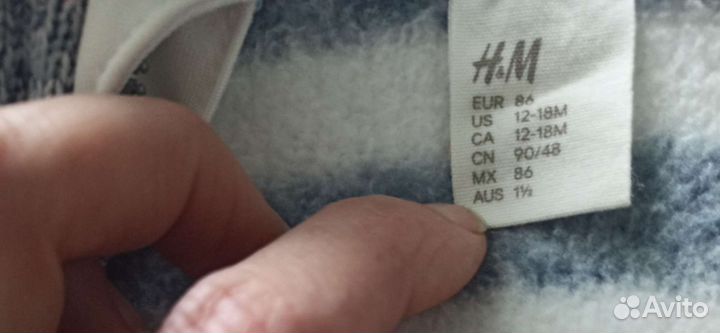 H&M
EUR 86
US 12-18M
CA 12-18M
CN 90/48
MX 86
AUS 1½
Avito